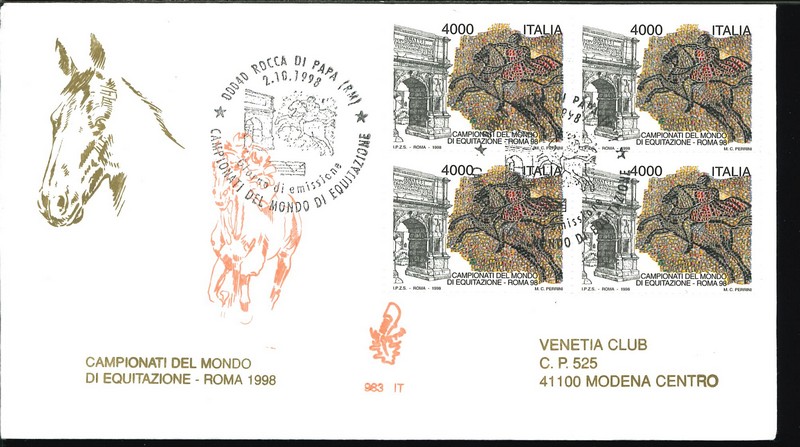 00040 ROCCA DI PAPA (RM)
2.10.1998
Giorno di emissione
CAMPIONATI DEL MONDO DI EQUITAZIONE
4000 ITALIA
CAMPIONATI DEL MONDO
DI EQUITAZIONE - ROMA 98
I.P.Z.S. - ROMA - 1998 M. C. PERRINI
4000 ITALIA
CAMPIONATI DEL MONDO
DI EQUITAZIONE - ROMA 98
I.P.Z.S. - ROMA - 1998 M. C. PERRINI
4000 ITALIA
CAMPIONATI DEL MONDO
DI EQUITAZIONE - ROMA 98
I.P.Z.S. - ROMA - 1998 M. C. PERRINI
4000 ITALIA
CAMPIONATI DEL MONDO
DI EQUITAZIONE - ROMA 98
I.P.Z.S. - ROMA - 1998 M. C. PERRINI
CAMPIONATI DEL MONDO
DI EQUITAZIONE - ROMA 1998
983 IT
VENETIA CLUB
C. P. 525
41100 MODENA CENTRO